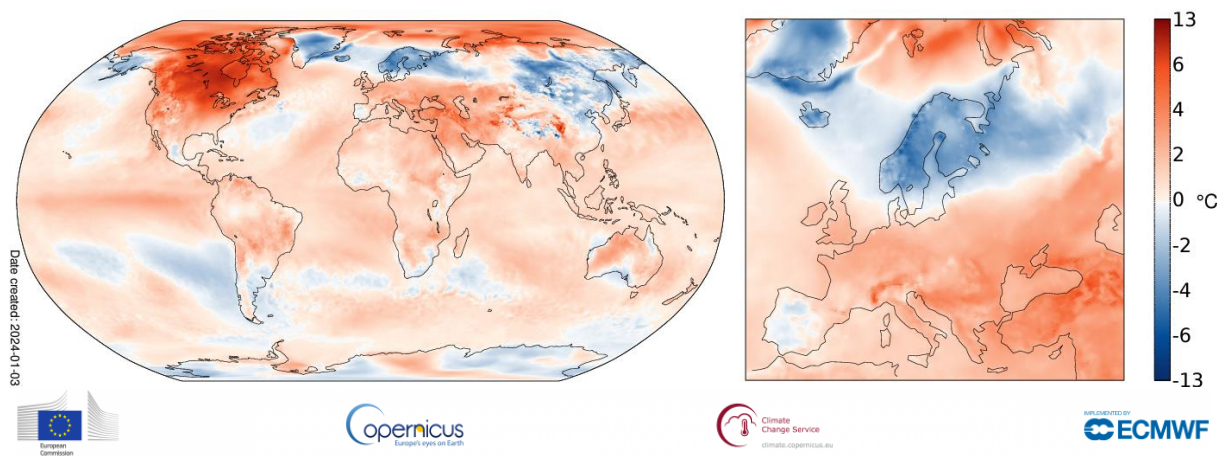 Date created: 2024-01-03
13
6
4
2
0
-2
-4
-6
-13
°C
European
Commission
opernicus
Europe's eyes on Earth
Climate
Change Service
climate.copernicus.eu
IMPLEMENTED BY
ECMWF